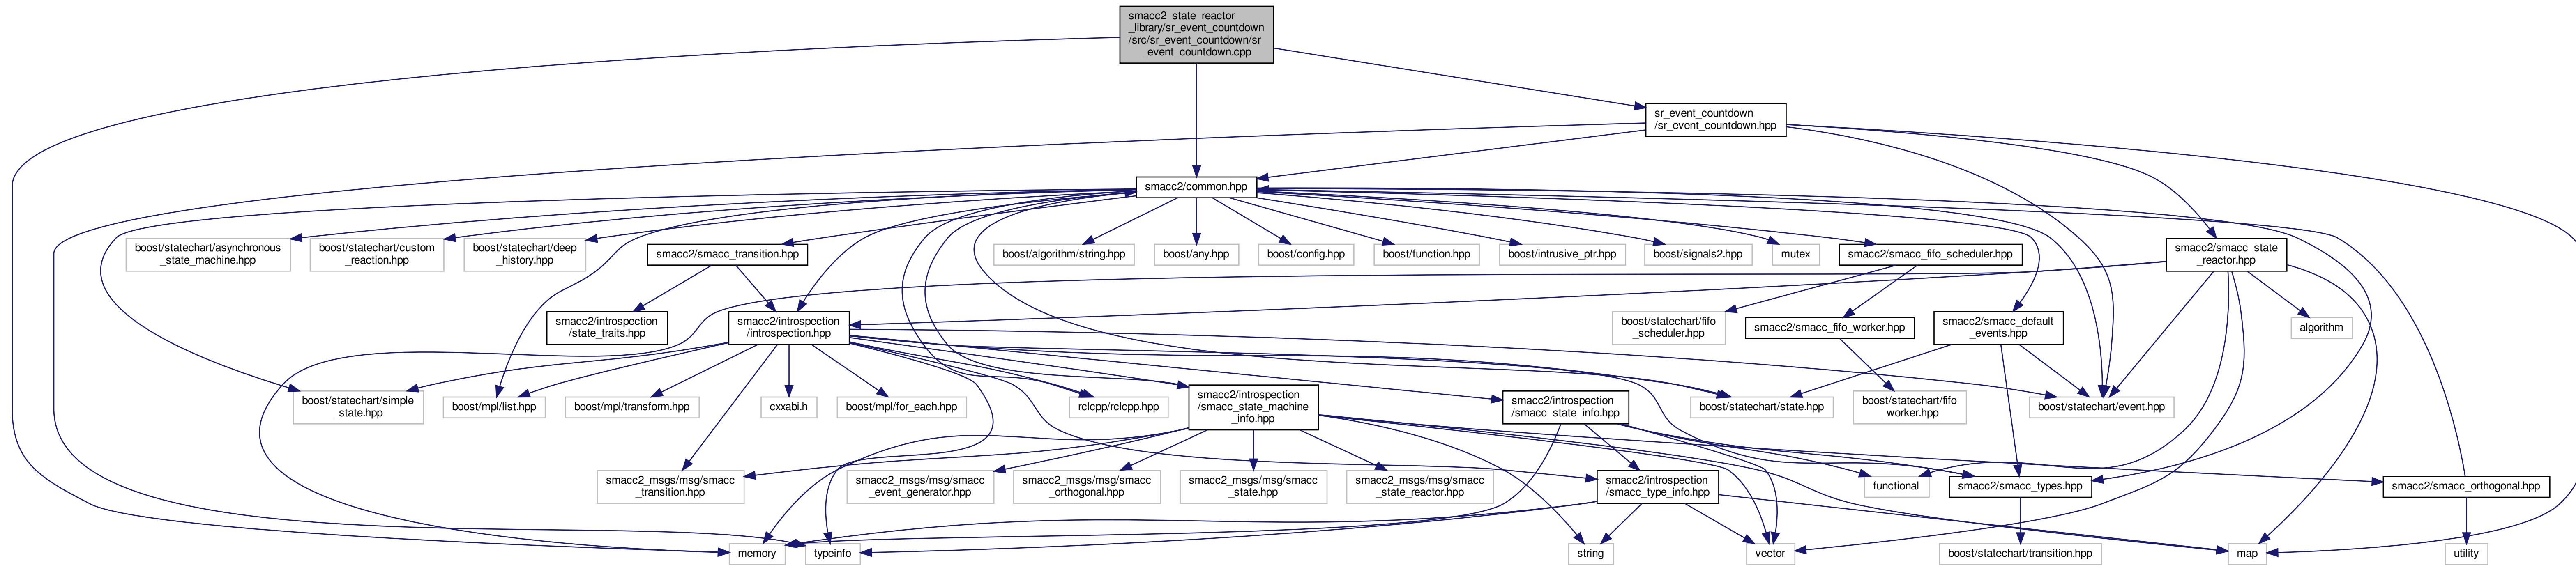 smacc2_state_reactor
_library/sr_event_countdown
/src/sr_event_countdown/sr
_event_countdown.cpp
sr_event_countdown
/sr_event_countdown.hpp
smacc2/common.hpp
boost/statechart/asynchronous
_state_machine.hpp
boost/statechart/custom
_reaction.hpp
boost/statechart/deep
_history.hpp
smacc2/smacc_transition.hpp
boost/algorithm/string.hpp
boost/any.hpp
boost/config.hpp
boost/function.hpp
boost/intrusive_ptr.hpp
boost/signals2.hpp
mutex
smacc2/smacc_fifo_scheduler.hpp
smacc2/smacc_state
_reactor.hpp
smacc2/introspection
/state_traits.hpp
smacc2/introspection
/introspection.hpp
boost/statechart/fifo
_scheduler.hpp
smacc2/smacc_fifo_worker.hpp
smacc2/smacc_default
_events.hpp
algorithm
boost/statechart/simple
_state.hpp
boost/mpl/list.hpp
boost/mpl/transform.hpp
cxxabi.h
boost/mpl/for_each.hpp
rclcpp/rclcpp.hpp
smacc2/introspection
/smacc_state_machine
_info.hpp
smacc2/introspection
/smacc_state_info.hpp
boost/statechart/state.hpp
boost/statechart/fifo
_worker.hpp
boost/statechart/event.hpp
smacc2_msgs/msg/smacc
_transition.hpp
smacc2_msgs/msg/smacc
_event_generator.hpp
smacc2_msgs/msg/smacc
_orthogonal.hpp
smacc2_msgs/msg/smacc
_state.hpp
smacc2_msgs/msg/smacc
_state_reactor.hpp
smacc2/introspection
/smacc_type_info.hpp
functional
smacc2/smacc_types.hpp
smacc2/smacc_orthogonal.hpp
memory
typeinfo
string
vector
boost/statechart/transition.hpp
map
utility